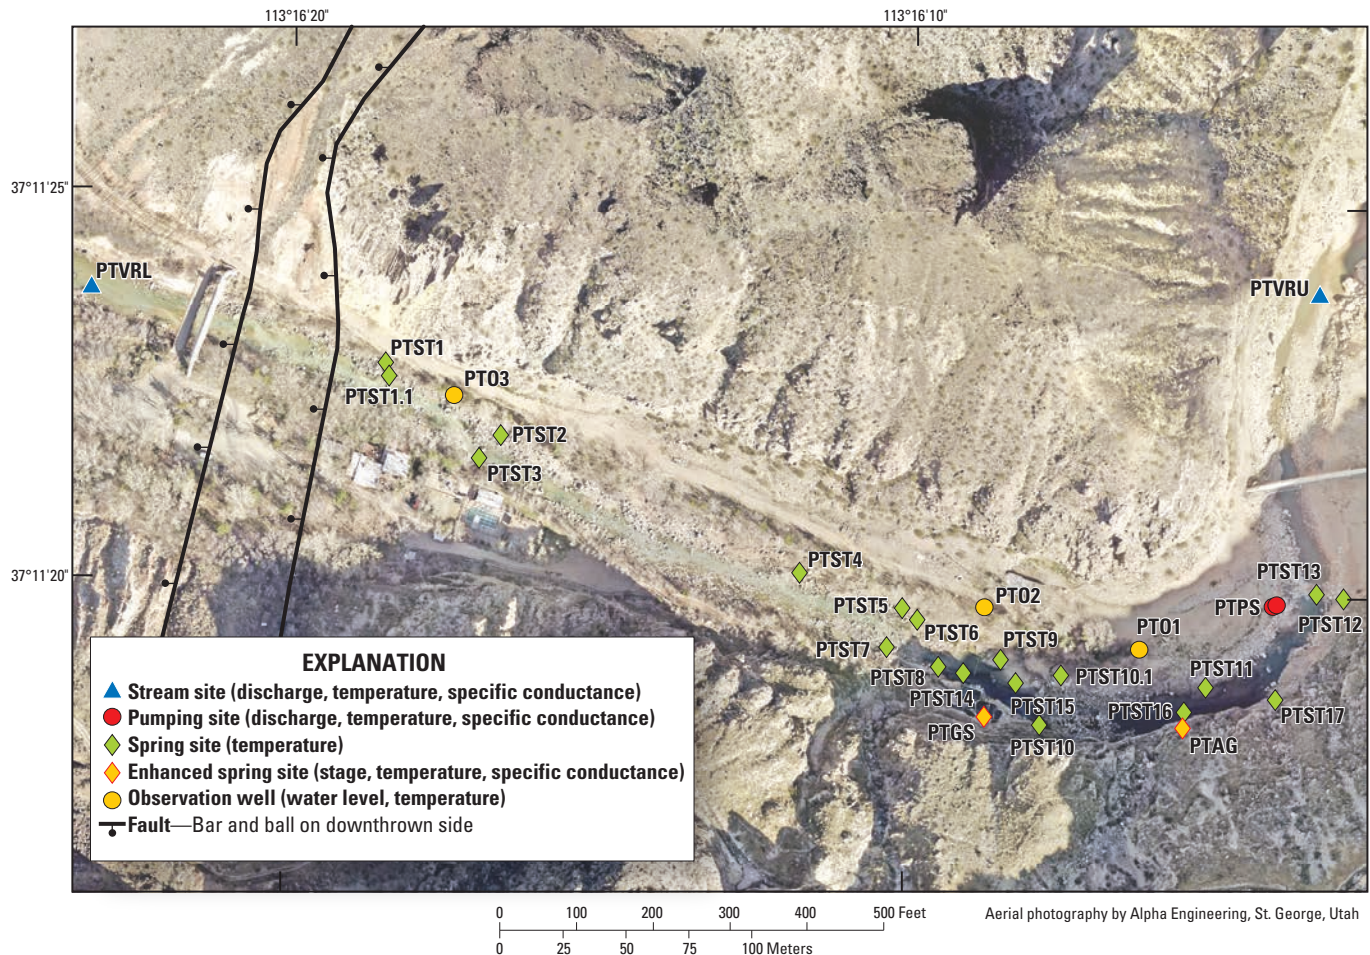 113°16'20"
113°16'10"
37°11'25"
PTVRL
PTVRU
PTST1
PTST1.1
PTO3
PTST2
PTST3
37°11'20"
PTST4
PTST13
PTST5
PTO2
PTPS
PTST12
PTST6
PTO1
PTST7
PTST9
PTST8
PTST10.1
PTST11
PTST14
PTST15
PTST16
PTST17
PTGS
PTST10
PTAG
EXPLANATION
Stream site (discharge, temperature, specific conductance)
Pumping site (discharge, temperature, specific conductance)
Spring site (temperature)
Enhanced spring site (stage, temperature, specific conductance)
Observation well (water level, temperature)
Fault—Bar and ball on downthrown side
0 100 200 300 400 500 Feet
0 25 50 75 100 Meters
Aerial photography by Alpha Engineering, St. George, Utah